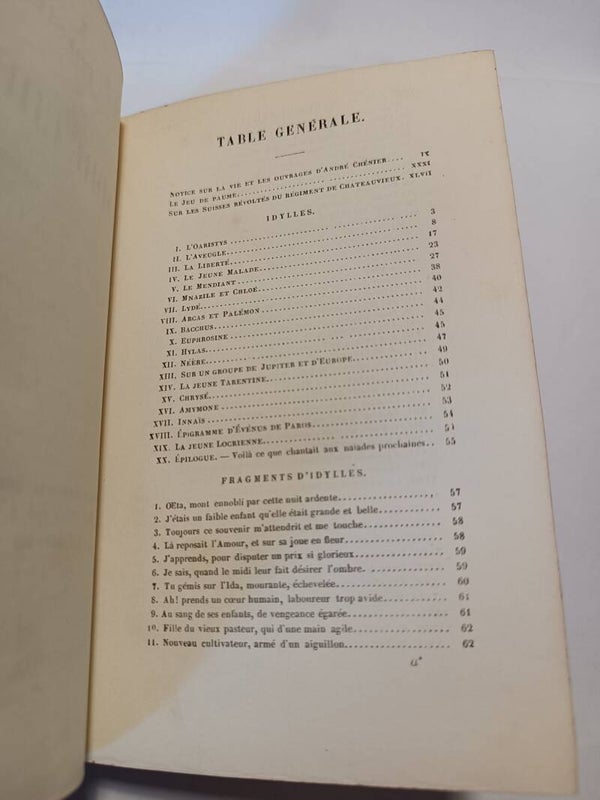 TABLE GÉNÉRALE.
NOTICE SUR LA VIE ET LES OUVRAGES D'ANDRÉ CHÉNIER.... IX
LE JEU DE PAUME.................................. XXXI
SUR LES SUISSES RÉVOLTÉS DU RÉGIMENT DE CHATEAUVIEUX. XLVII
IDYLLES.
I. L'OARISTYS .................................. 3
II. L'AVEUGLE .................................. 8
III. LA LIBERTÉ .................................. 17
IV. LE JEUNE MALADE.................................. 23
V. LE MENDIANT .................................. 27
VI. MNAZILE ET CHLOÉ.................................. 38
VII. LYDÉ.................................. 40
VIII. ARCAS ET PALÉMON .................................. 42
IX. BACCHUS.................................. 44
X. EUPHROSINE .................................. 45
XI. HYLAS.................................. 45
XII. NÉÈRE.................................. 47
XIII. SUR UN GROUPE DE JUPITER ET D'EUROPE.................. 49
XIV. LA JEUNE TARENTINE.................................. 50
XV. CHRYSÉ.................................. 51
XVI. AMYMONE .................................. 52
XVII. INNAÏS .................................. 53
XVIII. ÉPIGRAMME D'ÉVÉNUS DE PAROS.......................... 54
XIX. LA JEUNE LOCRIENNE.................................. 54
XX. ÉPILOGUE. — Voilà ce que chantait aux naïades prochaines.. 55
FRAGMENTS D'IDYLLES.
1. OEta, mont ennobli par cette nuit ardente.................. 57
2. J'étais un faible enfant qu'elle était grande et belle.......... 57
3. Toujours ce souvenir m'attendrit et me touche.............. 58
4. Là reposait l'Amour, et sur sa joue en fleur.................. 58
5. J'apprends, pour disputer un prix si glorieux................ 59
6. Je sais, quand le midi leur fait désirer l'ombre. .............. 59
7. Tu gémis sur l'Ida, mourante, échevelée.................... 60
8. Ah! prends un cœur humain, laboureur trop avide ............ 61
9. Au sang de ses enfants, de vengeance égarée................ 61
10. Fille du vieux pasteur, qui d'une main agile.................. 62
11. Nouveau cultivateur, armé d'un aiguillon.................. 62
a*